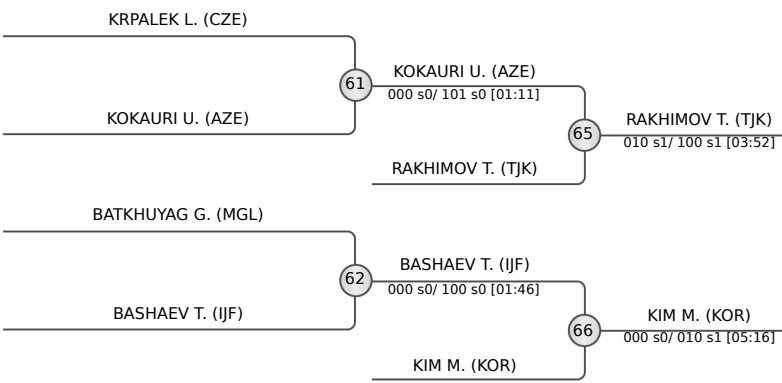 KRPALEK L. (CZE)
61
KOKAURI U. (AZE)
000 s0/ 101 s0 [01:11]
KOKAURI U. (AZE)
65
RAKHIMOV T. (TJK)
010 s1/ 100 s1 [03:52]
RAKHIMOV T. (TJK)
BATKHUYAG G. (MGL)
62
BASHAEV T. (IJF)
000 s0/ 100 s0 [01:46]
BASHAEV T. (IJF)
66
KIM M. (KOR)
000 s0/ 010 s1 [05:16]
KIM M. (KOR)